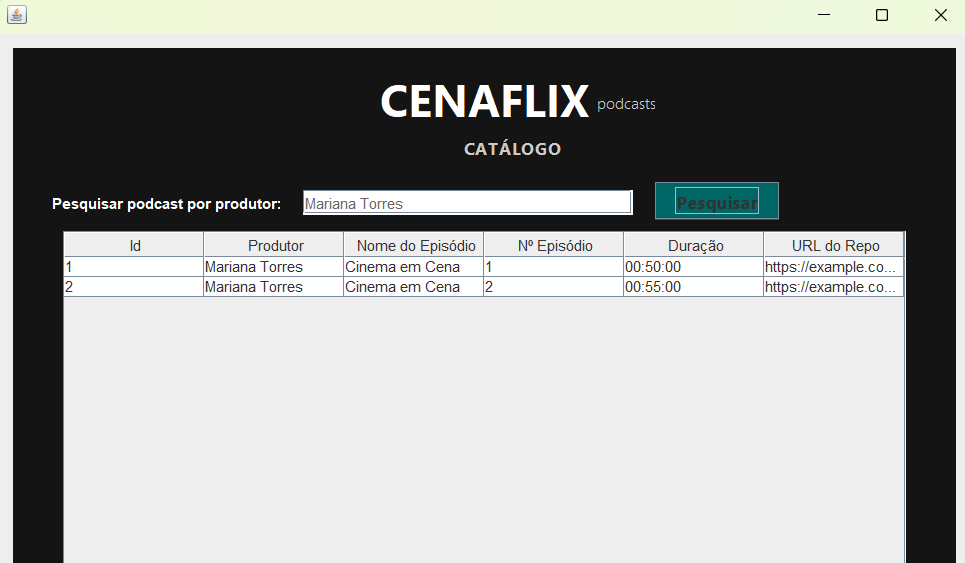 CENAFLIX podcasts
CATÁLOGO
Pesquisar podcast por produtor: Mariana Torres Pesquisar
Id Produtor Nome do Episódio Nº Episódio Duração URL do Repo
1 Mariana Torres Cinema em Cena 1 00:50:00 https://example.co...
2 Mariana Torres Cinema em Cena 2 00:55:00 https://example.co...